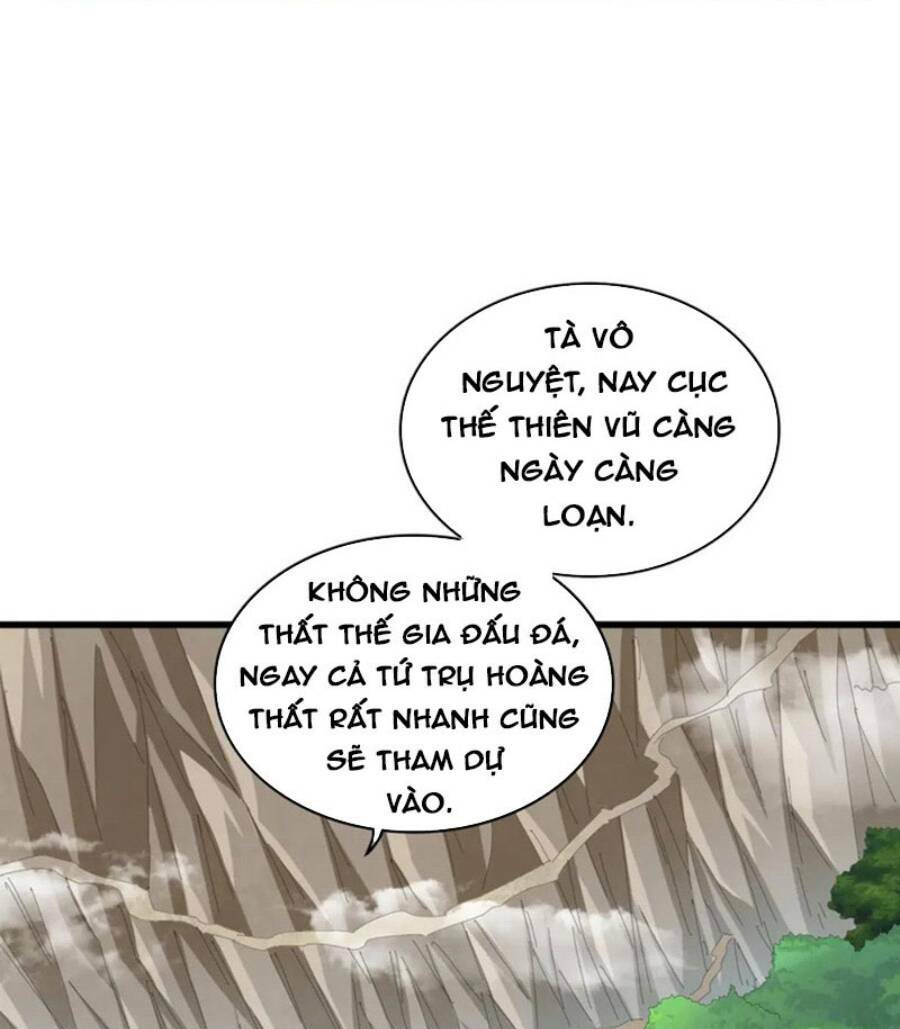 TÀ VÔ
NGUYỆT, NAY CỤC
THẾ THIÊN VŨ CÀNG
NGÀY CÀNG
LOẠN.
KHÔNG NHỮNG
THẤT THẾ GIA ĐẤU ĐÁ,
NGAY CẢ TỨ TRỤ HOÀNG
THẤT RẤT NHANH CŨNG
SẼ THAM DỰ
VÀO.